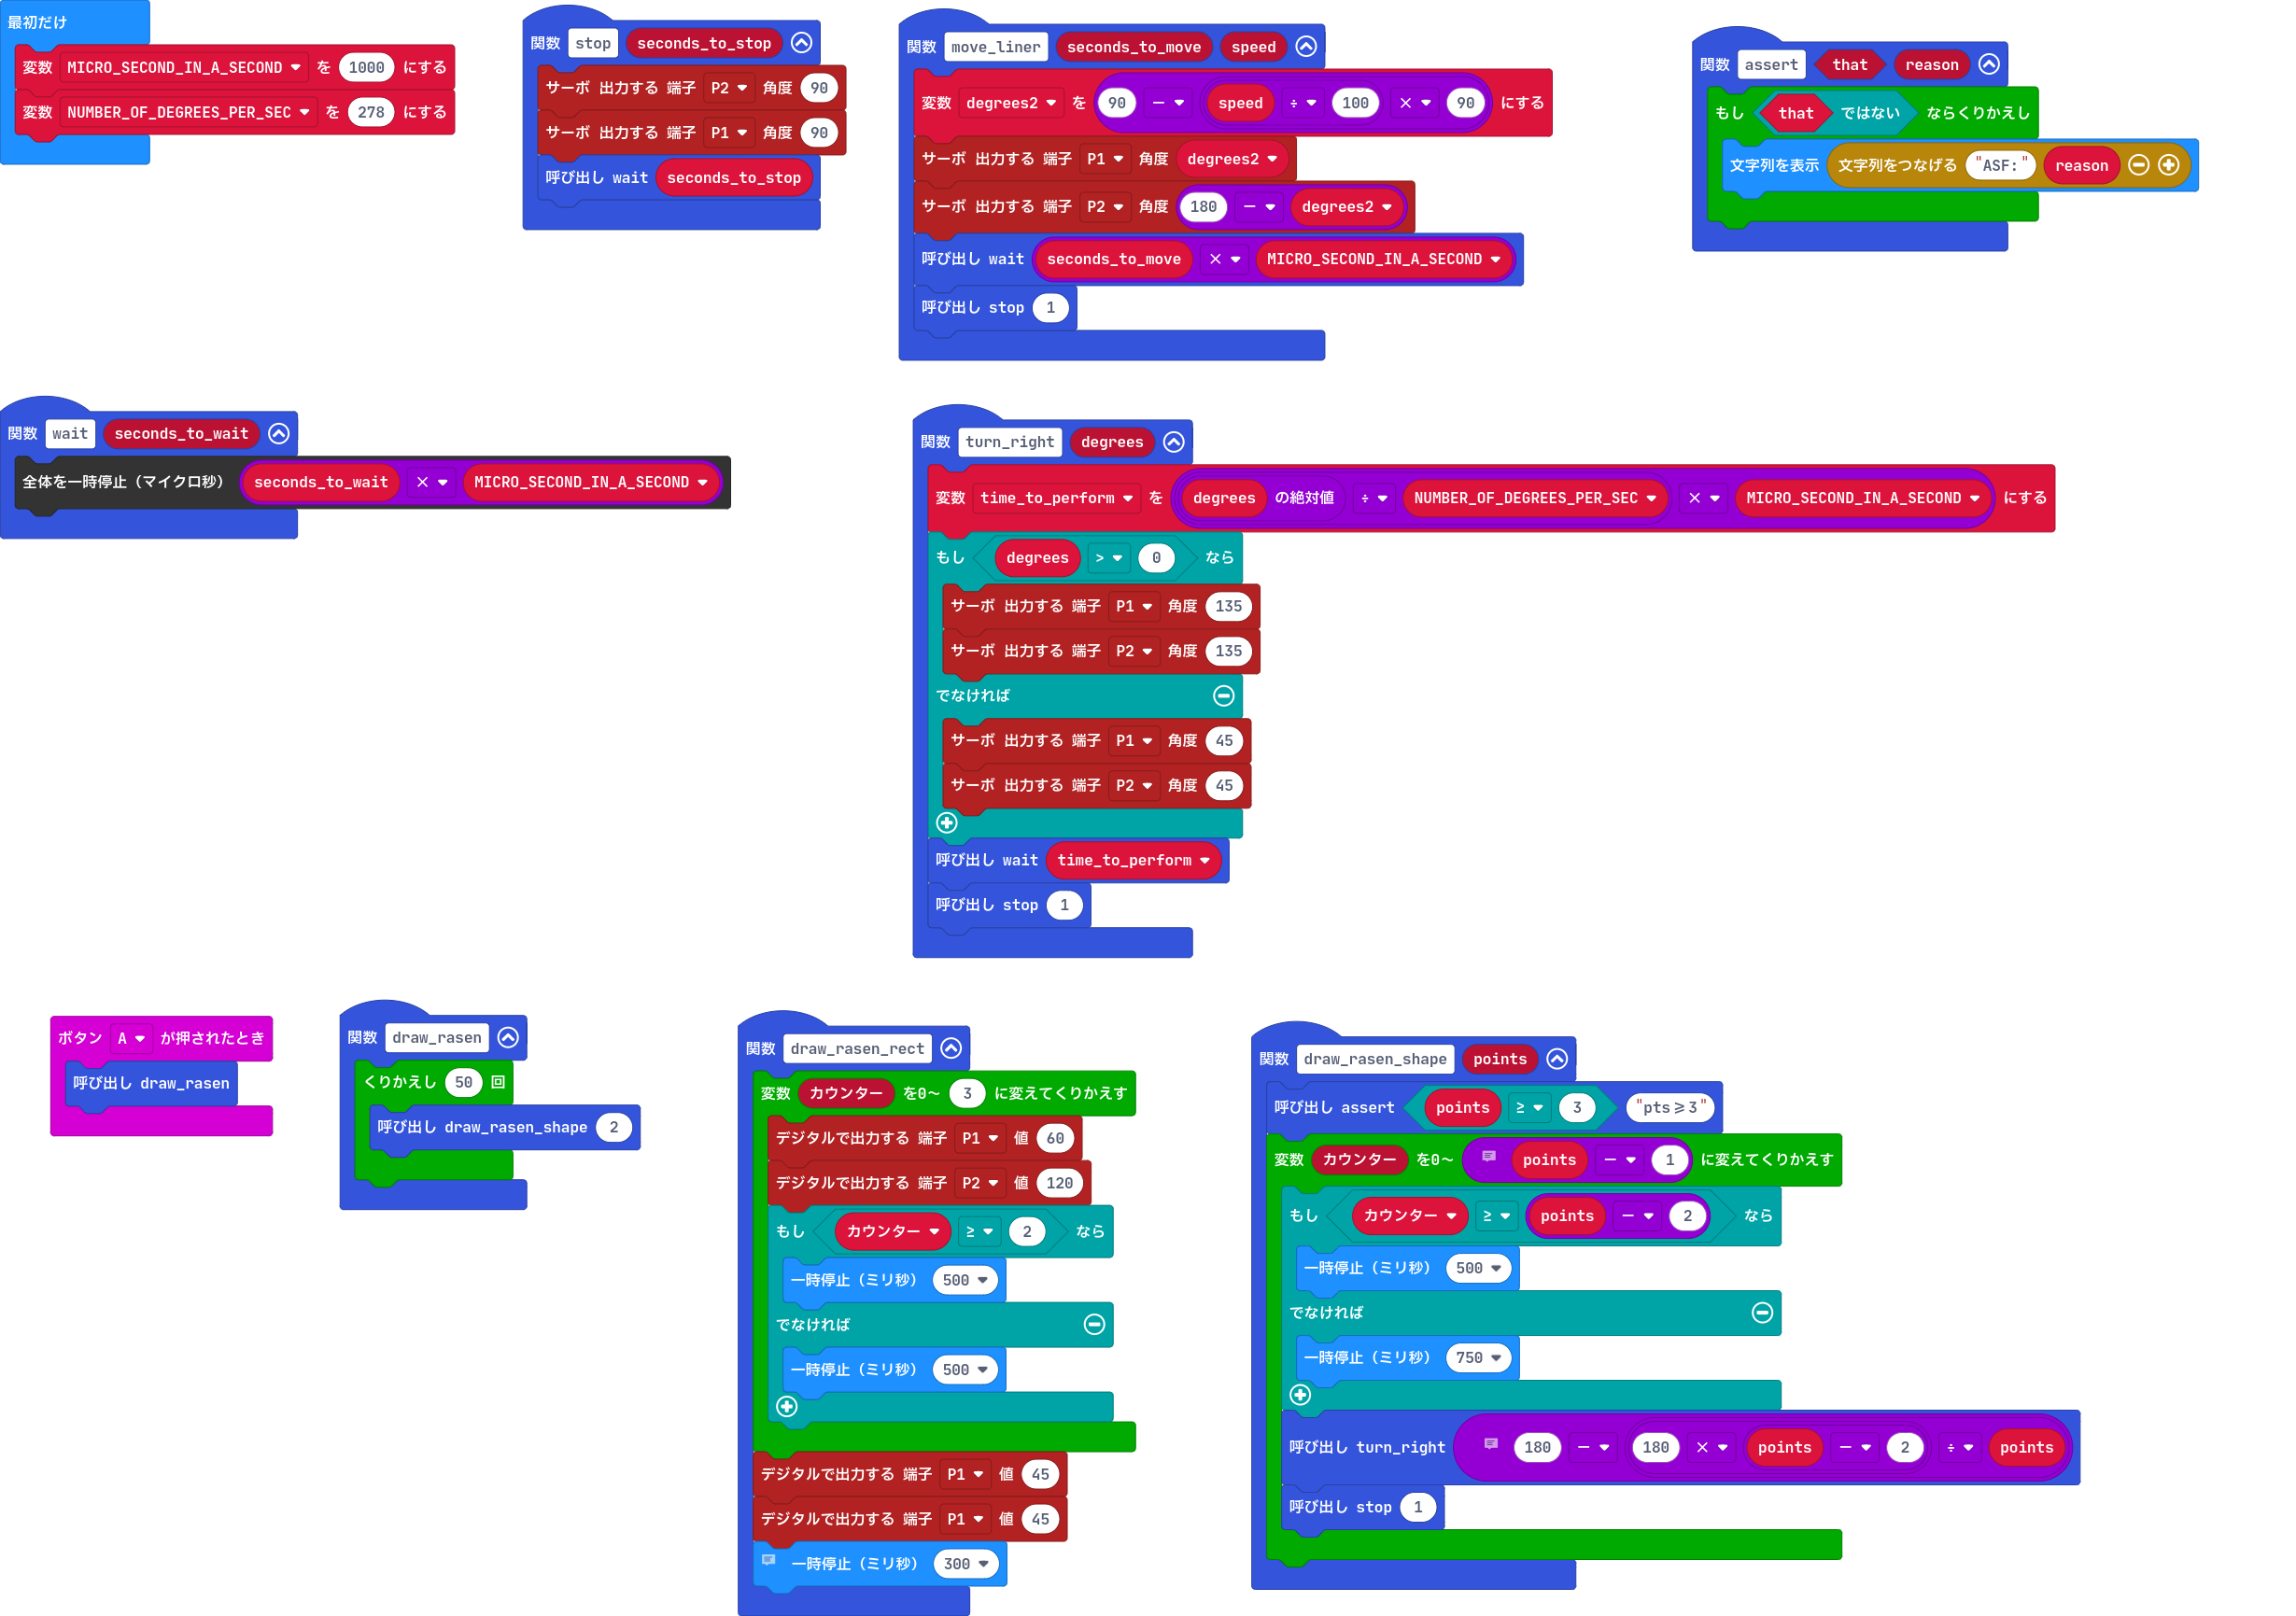 最初だけ
変数 MICRO_SECOND_IN_A_SECOND を 1000 にする
変数 NUMBER_OF_DEGREES_PER_SEC を 278 にする
関数 stop seconds_to_stop
サーボ 出力する 端子 P2 角度 90
サーボ 出力する 端子 P1 角度 90
呼び出し wait seconds_to_stop
関数 move_liner seconds_to_move speed
変数 degrees2 を 90 － speed ÷ 100 × 90 にする
サーボ 出力する 端子 P1 角度 degrees2
サーボ 出力する 端子 P2 角度 180 － degrees2
呼び出し wait seconds_to_move × MICRO_SECOND_IN_A_SECOND
呼び出し stop 1
関数 assert that reason
もし that ではない ならくりかえし
文字列を表示 文字列をつなげる "ASF:" reason
関数 wait seconds_to_wait
全体を一時停止（マイクロ秒） seconds_to_wait × MICRO_SECOND_IN_A_SECOND
関数 turn_right degrees
変数 time_to_perform を degrees の絶対値 ÷ NUMBER_OF_DEGREES_PER_SEC × MICRO_SECOND_IN_A_SECOND にする
もし degrees > 0 なら
サーボ 出力する 端子 P1 角度 135
サーボ 出力する 端子 P2 角度 135
でなければ
サーボ 出力する 端子 P1 角度 45
サーボ 出力する 端子 P2 角度 45
呼び出し wait time_to_perform
呼び出し stop 1
ボタン A が押されたとき
呼び出し draw_rasen
関数 draw_rasen
くりかえし 50 回
呼び出し draw_rasen_shape 2
関数 draw_rasen_rect
変数 カウンター を0～ 3 に変えてくりかえす
デジタルで出力する 端子 P1 値 60
デジタルで出力する 端子 P2 値 120
もし カウンター ≥ 2 なら
一時停止（ミリ秒） 500
でなければ
一時停止（ミリ秒） 500
デジタルで出力する 端子 P1 値 45
デジタルで出力する 端子 P1 値 45
一時停止（ミリ秒） 300
関数 draw_rasen_shape points
呼び出し assert points ≥ 3 "pts≥3"
変数 カウンター を0～ points － 1 に変えてくりかえす
もし カウンター ≥ points － 2 なら
一時停止（ミリ秒） 500
でなければ
一時停止（ミリ秒） 750
呼び出し turn_right 180 － 180 × points － 2 ÷ points
呼び出し stop 1